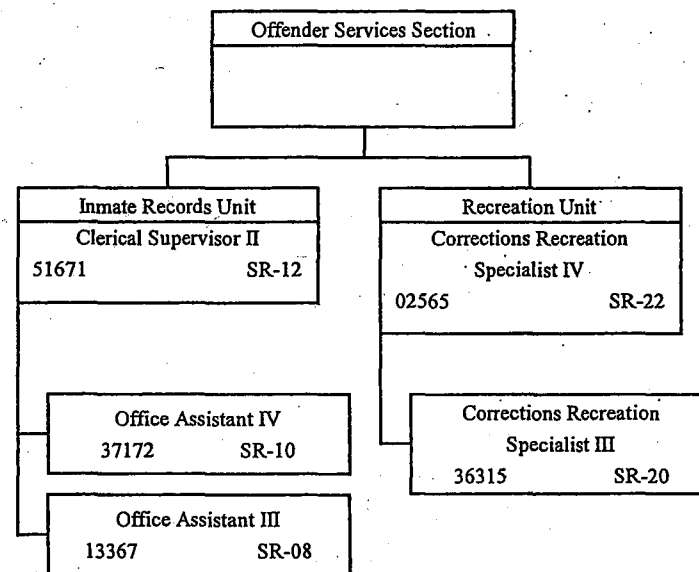 Offender Services Section
Inmate Records Unit
Clerical Supervisor II
51671 SR-12
Recreation Unit
Corrections Recreation
Specialist IV
02565 SR-22
Office Assistant IV
37172 SR-10
Corrections Recreation
Specialist III
36315 SR-20
Office Assistant III
13367 SR-08